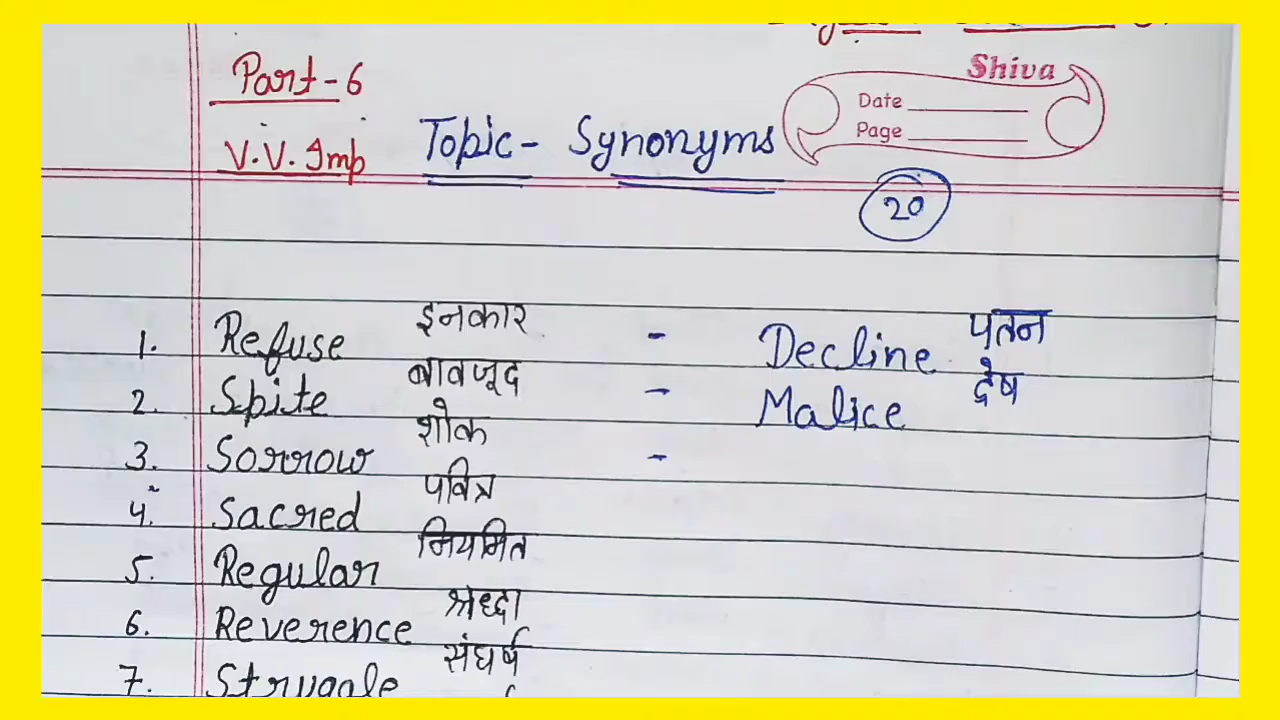 Shiva
Part-6
Date
Page
V.V. Imp Topic- Synonyms
20
1. Refuse इनकार - Decline पतन
2. Spite बावजूद - Malice देष
3. Sorrow शोक -
4. Sacred पवित्र
5. Regular नियमित
6. Reverence श्रध्दा
7. Struggle संघर्ष